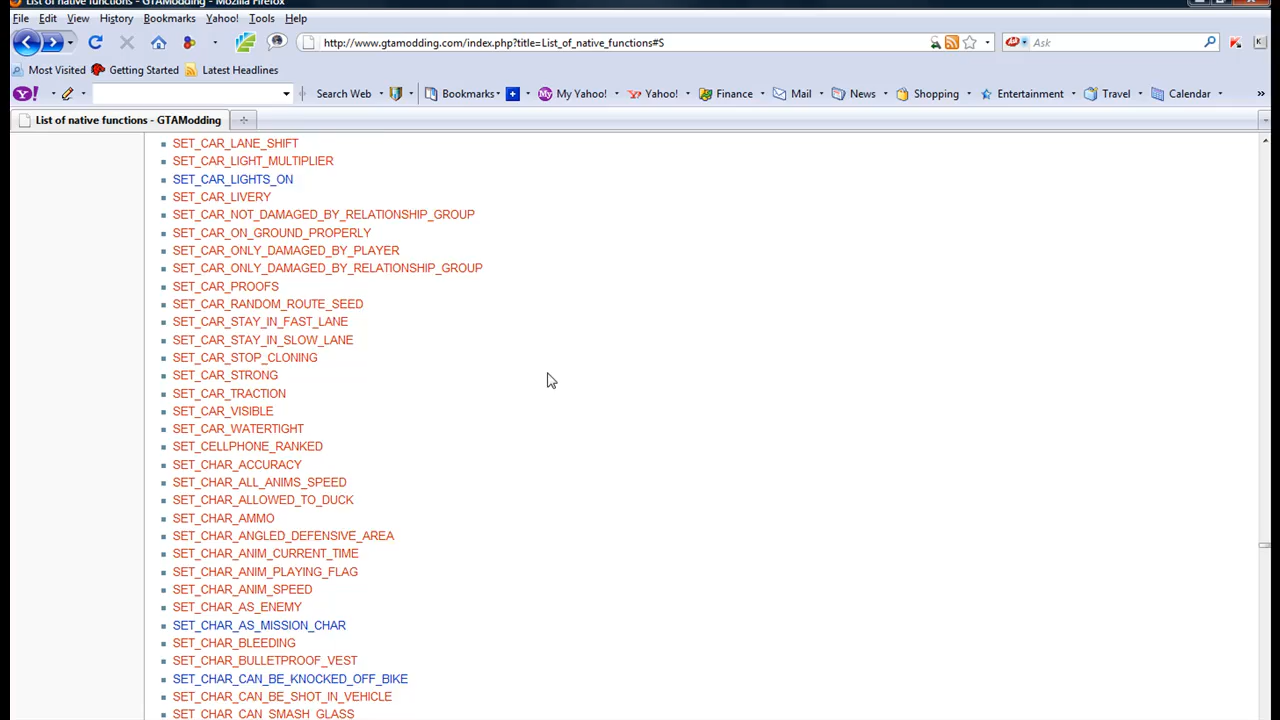 List of native functions - GTAModding - Mozilla Firefox
File Edit View History Bookmarks Yahoo! Tools Help
http://www.gtamodding.com/index.php?title=List_of_native_functions#S Ask K
Most Visited Getting Started Latest Headlines
Y! Search Web Bookmarks My Yahoo! Yahoo! Finance Mail News Shopping Entertainment Travel Calendar »
List of native functions - GTAModding
SET_CAR_LANE_SHIFT
SET_CAR_LIGHT_MULTIPLIER
SET_CAR_LIGHTS_ON
SET_CAR_LIVERY
SET_CAR_NOT_DAMAGED_BY_RELATIONSHIP_GROUP
SET_CAR_ON_GROUND_PROPERLY
SET_CAR_ONLY_DAMAGED_BY_PLAYER
SET_CAR_ONLY_DAMAGED_BY_RELATIONSHIP_GROUP
SET_CAR_PROOFS
SET_CAR_RANDOM_ROUTE_SEED
SET_CAR_STAY_IN_FAST_LANE
SET_CAR_STAY_IN_SLOW_LANE
SET_CAR_STOP_CLONING
SET_CAR_STRONG
SET_CAR_TRACTION
SET_CAR_VISIBLE
SET_CAR_WATERTIGHT
SET_CELLPHONE_RANKED
SET_CHAR_ACCURACY
SET_CHAR_ALL_ANIMS_SPEED
SET_CHAR_ALLOWED_TO_DUCK
SET_CHAR_AMMO
SET_CHAR_ANGLED_DEFENSIVE_AREA
SET_CHAR_ANIM_CURRENT_TIME
SET_CHAR_ANIM_PLAYING_FLAG
SET_CHAR_ANIM_SPEED
SET_CHAR_AS_ENEMY
SET_CHAR_AS_MISSION_CHAR
SET_CHAR_BLEEDING
SET_CHAR_BULLETPROOF_VEST
SET_CHAR_CAN_BE_KNOCKED_OFF_BIKE
SET_CHAR_CAN_BE_SHOT_IN_VEHICLE
SET_CHAR_CAN_SMASH_GLASS